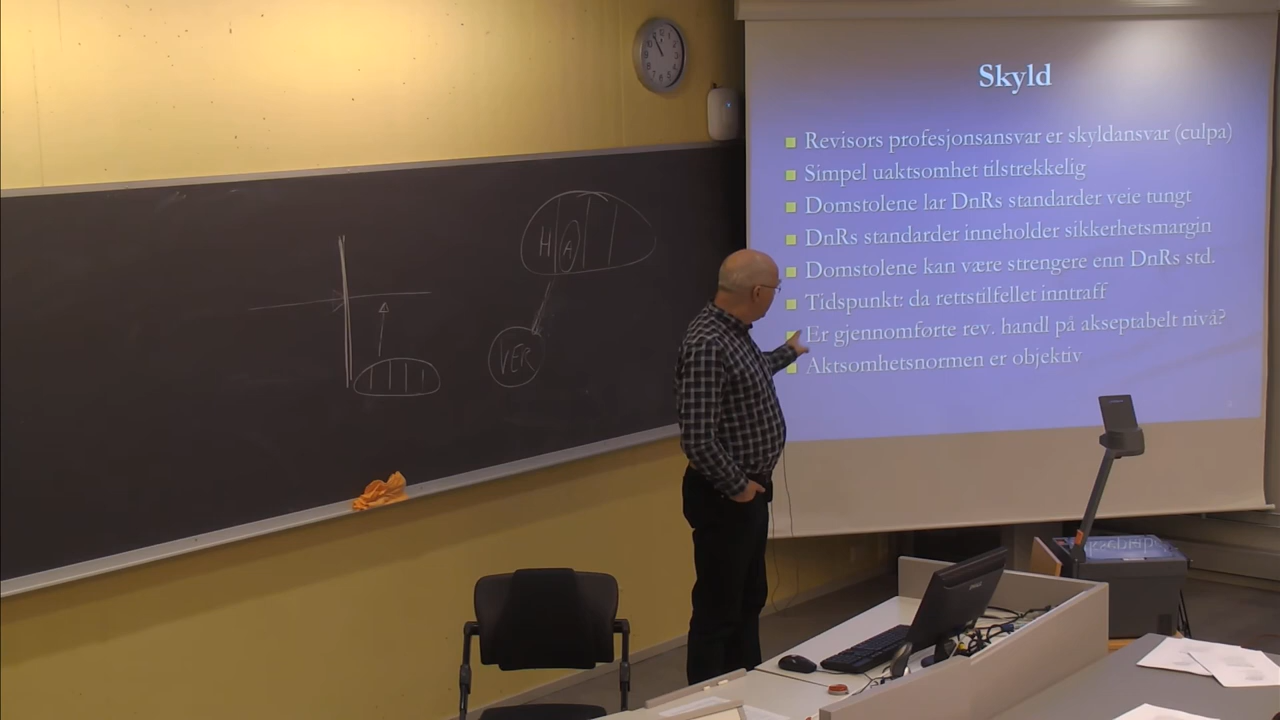 Skyld
Revisors profesjonsansvar er skyldansvar (culpa)
Simpel uaktsomhet tilstrekkelig
Domstolene lar DnRs standarder veie tungt
DnRs standarder inneholder sikkerhetsmargin
Domstolene kan være strengere enn DnRs std.
Tidspunkt: da rettstilfellet inntraff
Er gjennomførte rev. handl på akseptabelt nivå?
Aktsomhetsnormen er objektiv
H A
VER